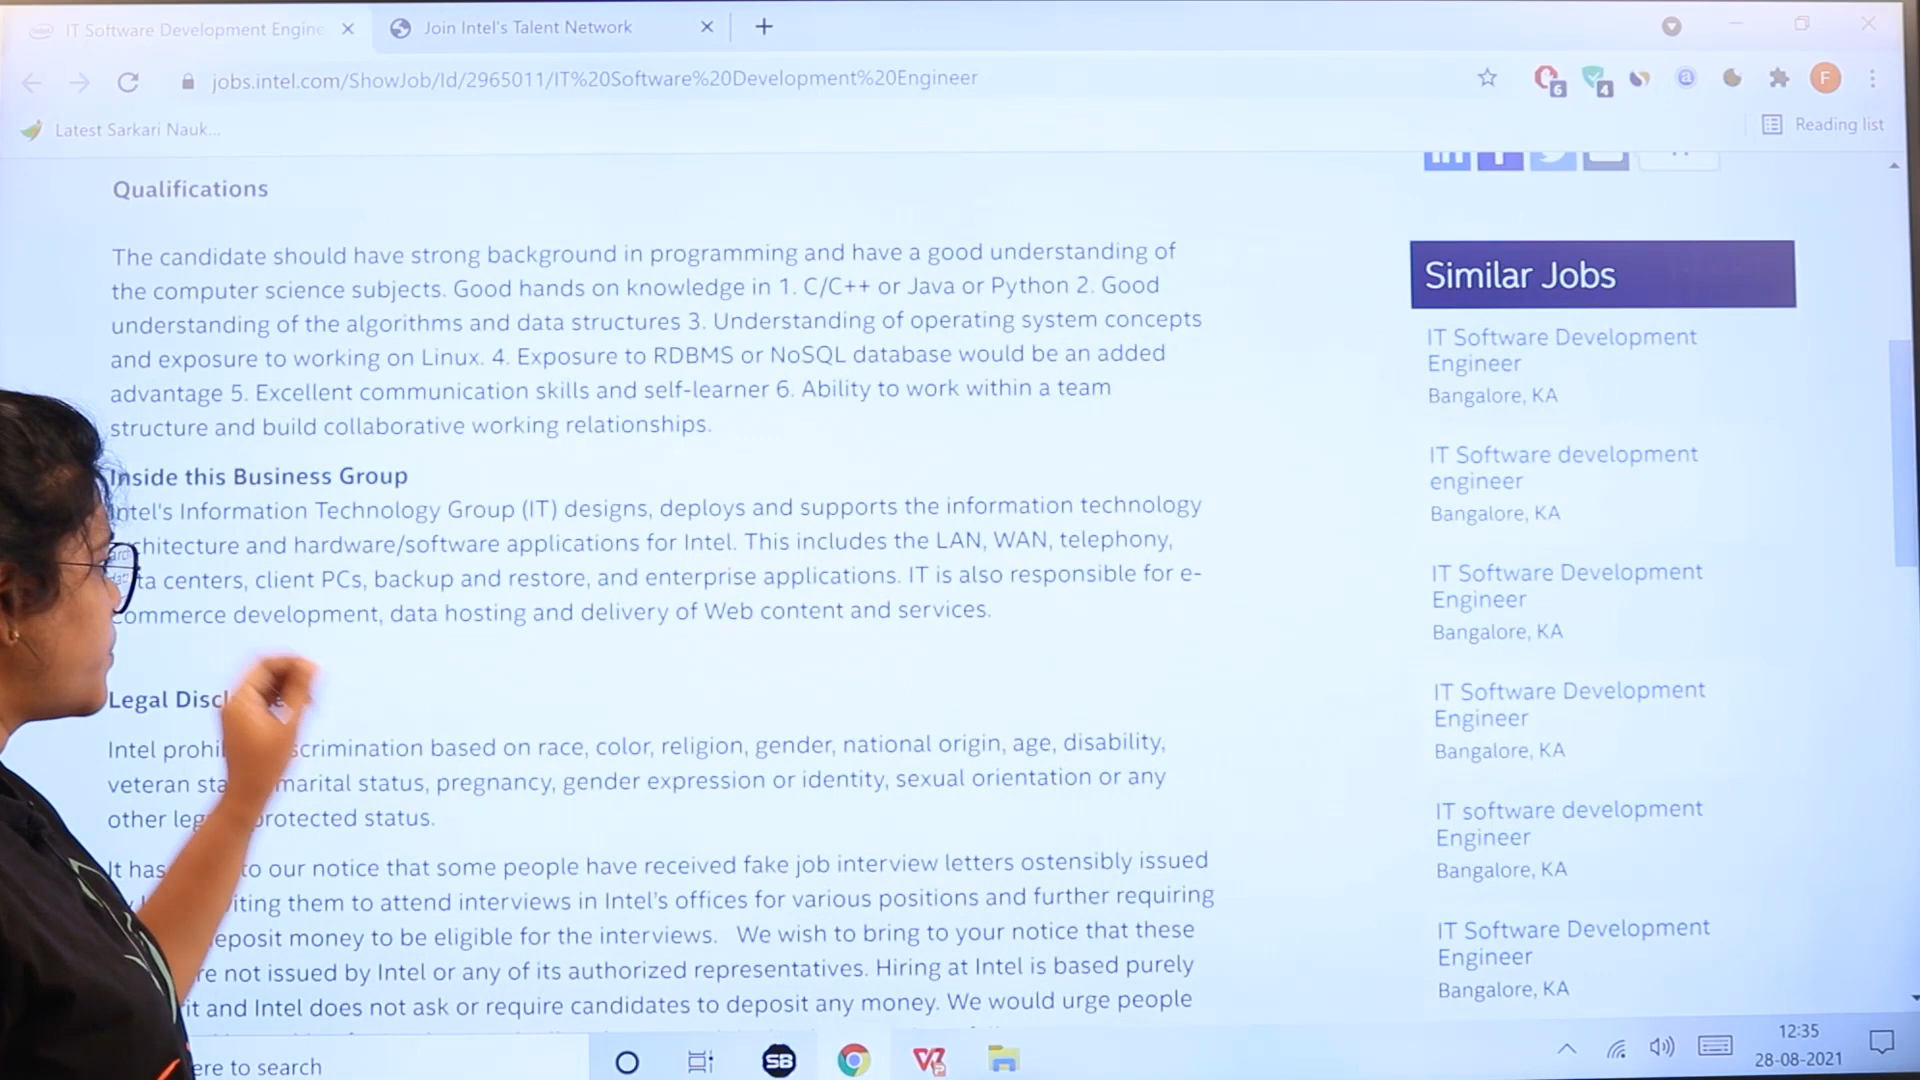 IT Software Development Engine
Join Intel's Talent Network
jobs.intel.com/ShowJob/Id/2965011/IT%20Software%20Development%20Engineer
6
4
a
F
Latest Sarkari Nauk...
Reading list
Qualifications
The candidate should have strong background in programming and have a good understanding of
the computer science subjects. Good hands on knowledge in 1. C/C++ or Java or Python 2. Good
understanding of the algorithms and data structures 3. Understanding of operating system concepts
and exposure to working on Linux. 4. Exposure to RDBMS or NoSQL database would be an added
advantage 5. Excellent communication skills and self-learner 6. Ability to work within a team
structure and build collaborative working relationships.
Inside this Business Group
Intel's Information Technology Group (IT) designs, deploys and supports the information technology
architecture and hardware/software applications for Intel. This includes the LAN, WAN, telephony,
data centers, client PCs, backup and restore, and enterprise applications. IT is also responsible for e-
commerce development, data hosting and delivery of Web content and services.
Legal
Intel based on race, color, religion, gender, national origin, age, disability,
veteran marital status, pregnancy, gender expression or identity, sexual orientation or any
other protected status.
It has to our notice that some people have received fake job interview letters ostensibly issued
them to attend interviews in Intel's offices for various positions and further requiring
deposit money to be eligible for the interviews. We wish to bring to your notice that these
not issued by Intel or any of its authorized representatives. Hiring at Intel is based purely
and Intel does not ask or require candidates to deposit any money. We would urge people
Similar Jobs
IT Software Development
Engineer
Bangalore, KA
IT Software development
engineer
Bangalore, KA
IT Software Development
Engineer
Bangalore, KA
IT Software Development
Engineer
Bangalore, KA
IT software development
Engineer
Bangalore, KA
IT Software Development
Engineer
Bangalore, KA
ere to search
SB
12:35
28-08-2021